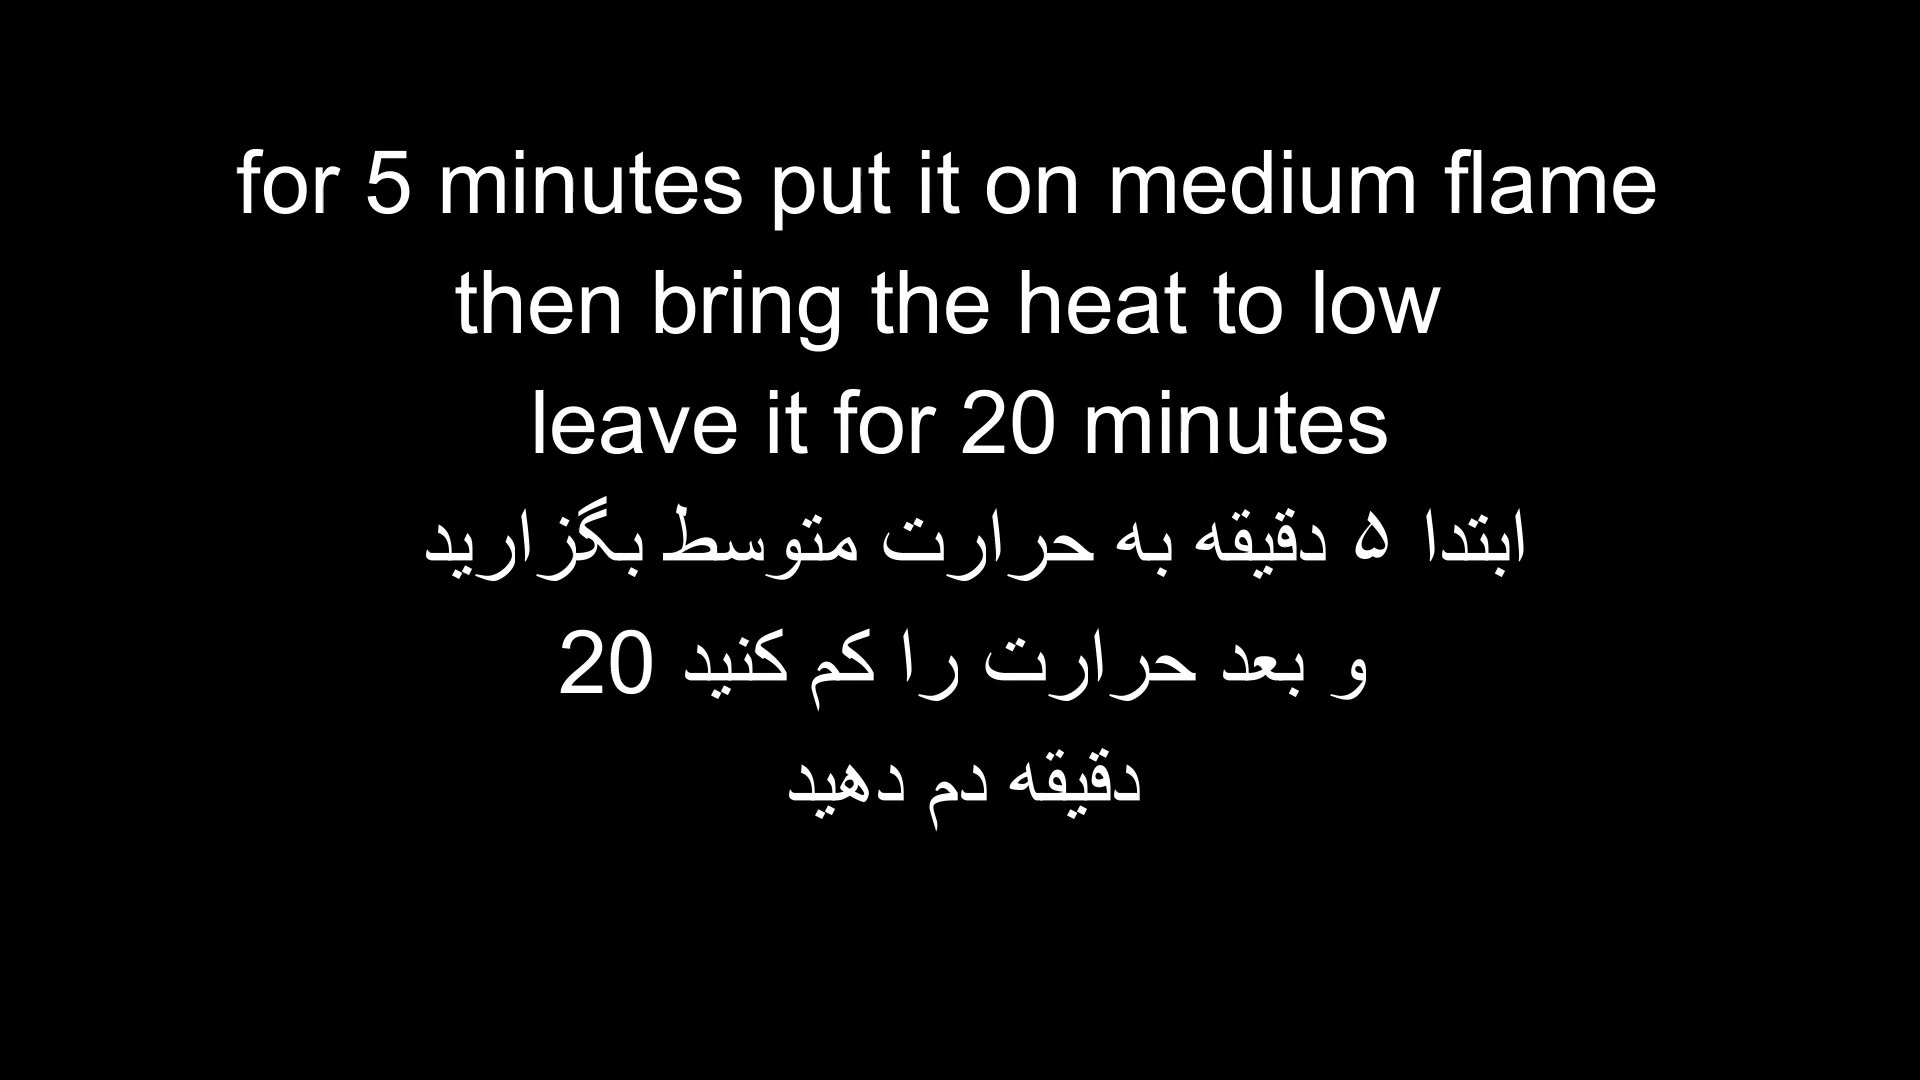 for 5 minutes put it on medium flame
then bring the heat to low
leave it for 20 minutes
ابتدا ۵ دقیقه به حرارت متوسط بگزارید
و بعد حرارت را کم کنید 20
دقیقه دم دهید